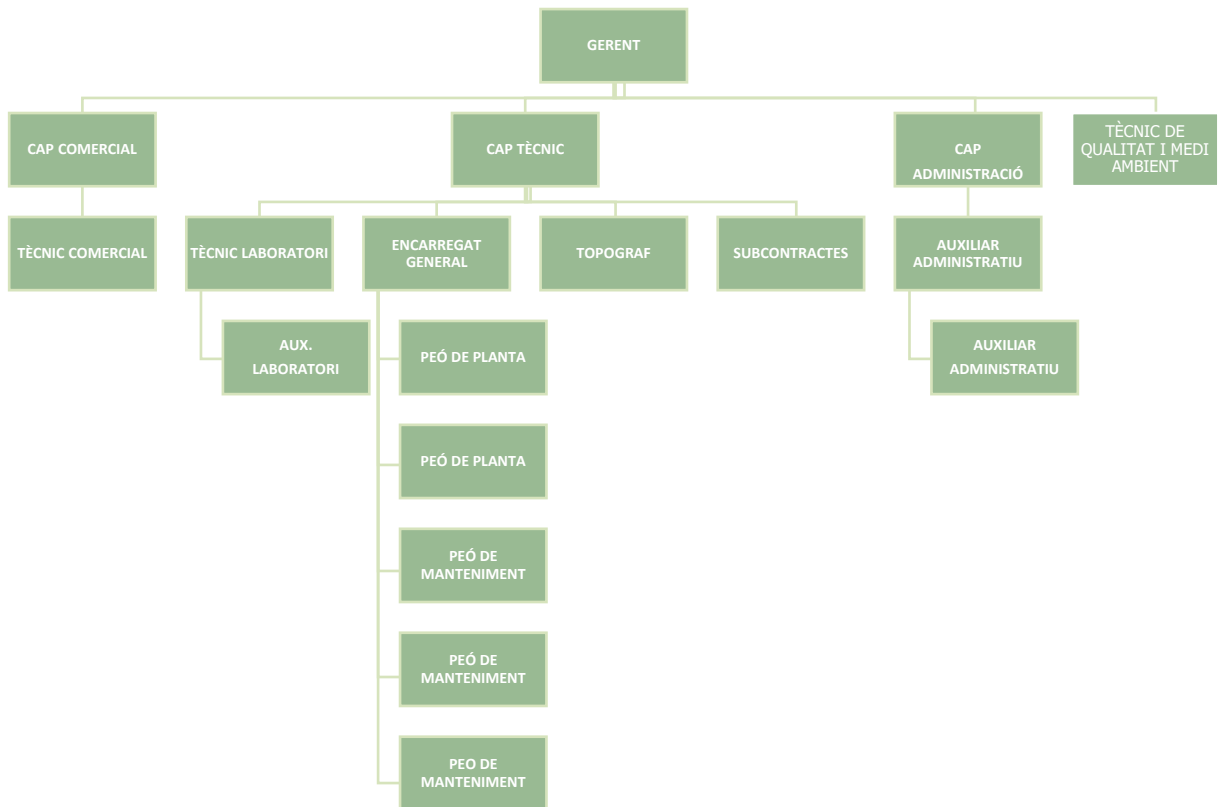 GERENT
CAP COMERCIAL
CAP TÈCNIC
CAP
ADMINISTRACIÓ
TÈCNIC DE
QUALITAT I MEDI
AMBIENT
TÈCNIC COMERCIAL
TÈCNIC LABORATORI
ENCARREGAT
GENERAL
TOPOGRAF
SUBCONTRACTES
AUXILIAR
ADMINISTRATIU
AUX.
LABORATORI
PEÓ DE PLANTA
AUXILIAR
ADMINISTRATIU
PEÓ DE PLANTA
PEÓ DE
MANTENIMENT
PEÓ DE
MANTENIMENT
PEO DE
MANTENIMENT